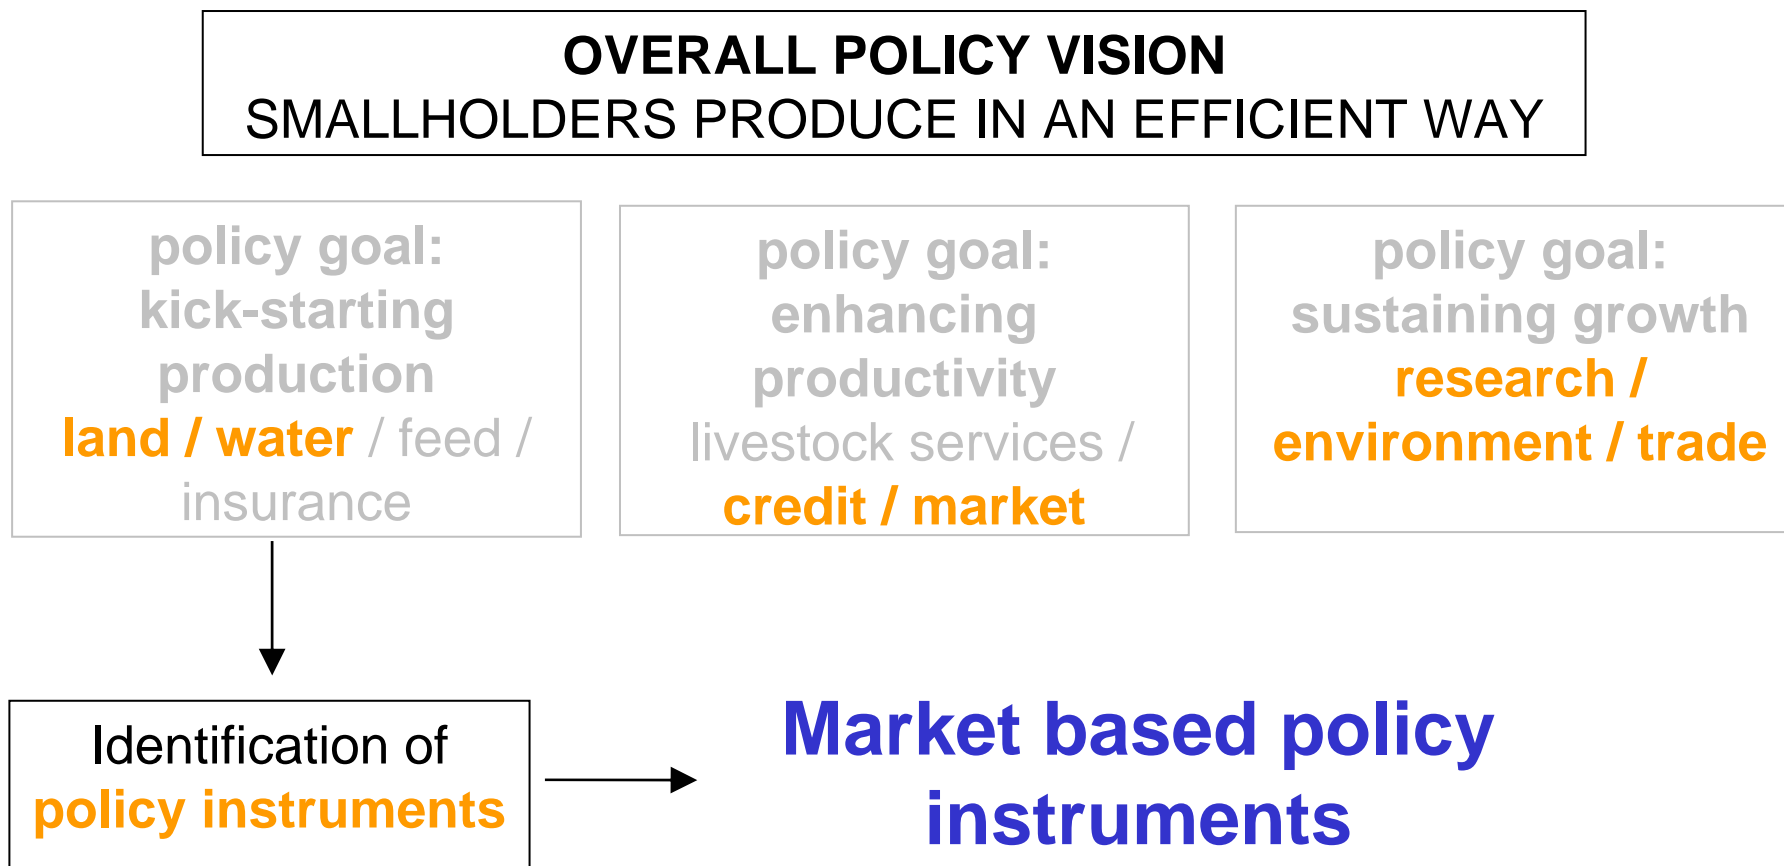 OVERALL POLICY VISION
SMALLHOLDERS PRODUCE IN AN EFFICIENT WAY
policy goal:
kick-starting
production
land / water / feed /
insurance
policy goal:
enhancing
productivity
livestock services /
credit / market
policy goal:
sustaining growth
research /
environment / trade
Identification of
policy instruments
Market based policy
instruments